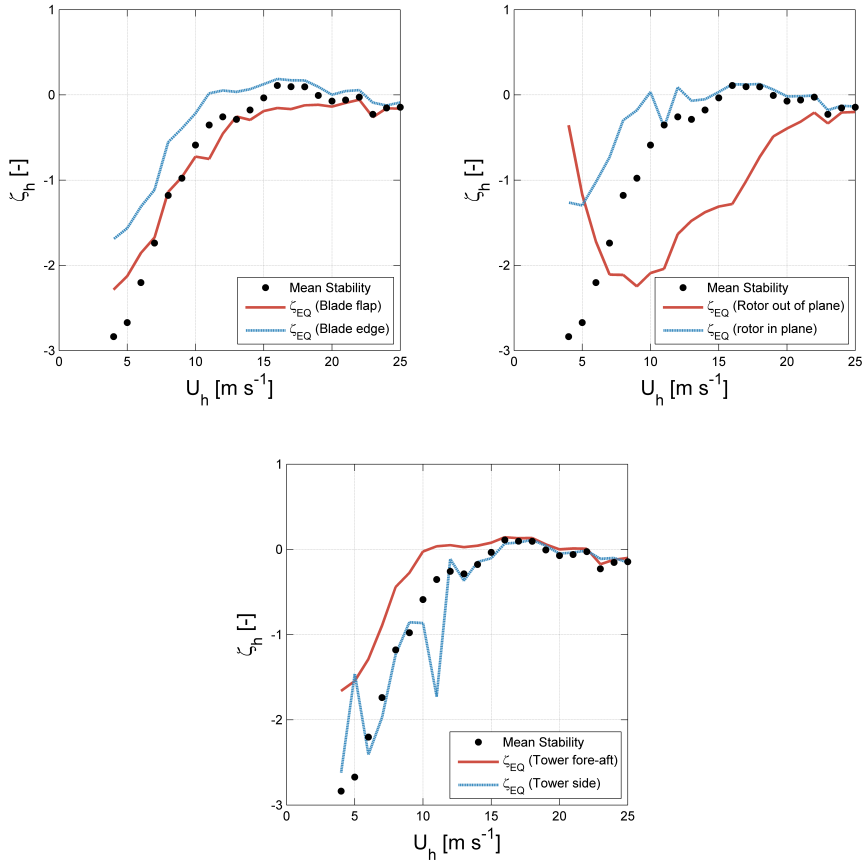 1
0
-1
-2
-3
0
5
10
15
20
25
ζh [-]
Uh [m s-1]
Mean Stability
ζEQ (Blade flap)
ζEQ (Blade edge)
1
0
-1
-2
-3
0
5
10
15
20
25
ζh [-]
Uh [m s-1]
Mean Stability
ζEQ (Rotor out of plane)
ζEQ (rotor in plane)
1
0
-1
-2
-3
0
5
10
15
20
25
ζh [-]
Uh [m s-1]
Mean Stability
ζEQ (Tower fore-aft)
ζEQ (Tower side)